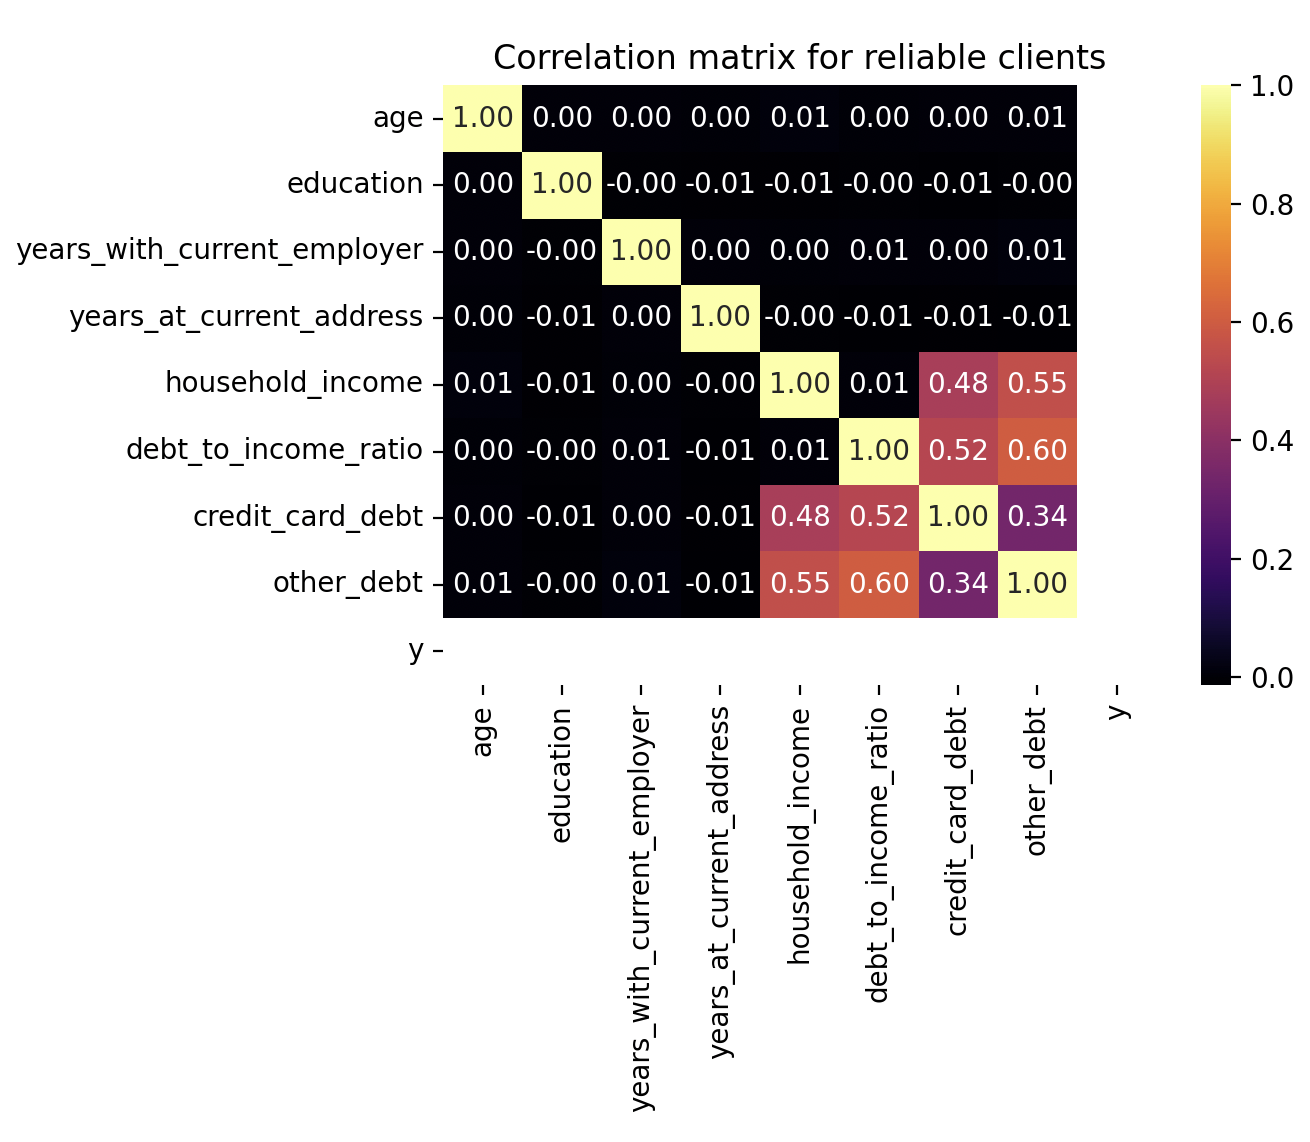 Correlation matrix for reliable clients
age 1.00 0.00 0.00 0.00 0.01 0.00 0.00 0.01
education 0.00 1.00 -0.00 -0.01 -0.01 -0.00 -0.01 -0.00
years_with_current_employer 0.00 -0.00 1.00 0.00 0.00 0.01 0.00 0.01
years_at_current_address 0.00 -0.01 0.00 1.00 -0.00 -0.01 -0.01 -0.01
household_income 0.01 -0.01 0.00 -0.00 1.00 0.01 0.48 0.55
debt_to_income_ratio 0.00 -0.00 0.01 -0.01 0.01 1.00 0.52 0.60
credit_card_debt 0.00 -0.01 0.00 -0.01 0.48 0.52 1.00 0.34
other_debt 0.01 -0.00 0.01 -0.01 0.55 0.60 0.34 1.00
y
age
education
years_with_current_employer
years_at_current_address
household_income
debt_to_income_ratio
credit_card_debt
other_debt
y
1.0
0.8
0.6
0.4
0.2
0.0